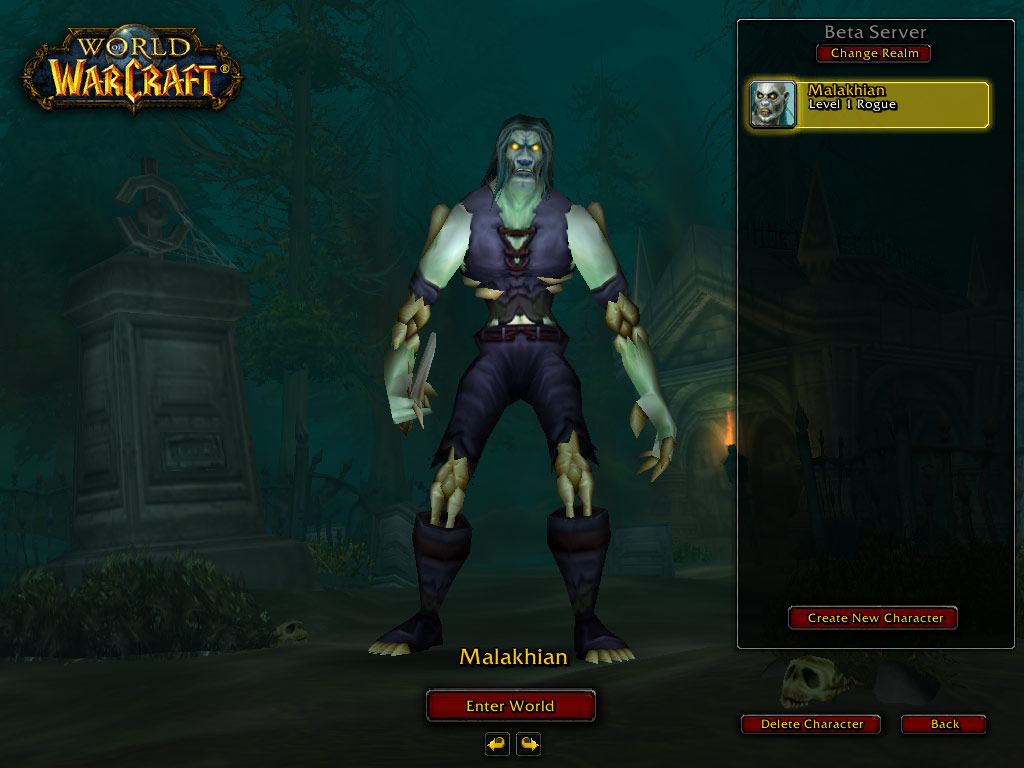 WORLD
OF
WARCRAFT®
Beta Server
Change Realm
Malakhian
Level 1 Rogue
Create New Character
Malakhian
Enter World
Delete Character
Back